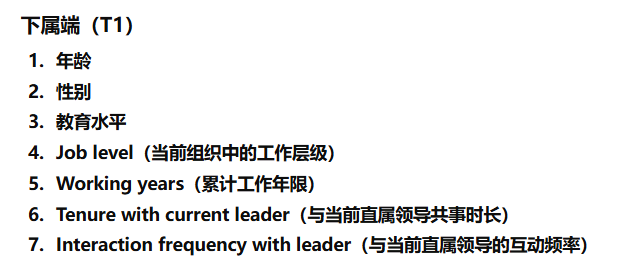 下属端（T1）
1. 年龄
2. 性别
3. 教育水平
4. Job level（当前组织中的工作层级）
5. Working years（累计工作年限）
6. Tenure with current leader（与当前直属领导共事时长）
7. Interaction frequency with leader（与当前直属领导的互动频率）